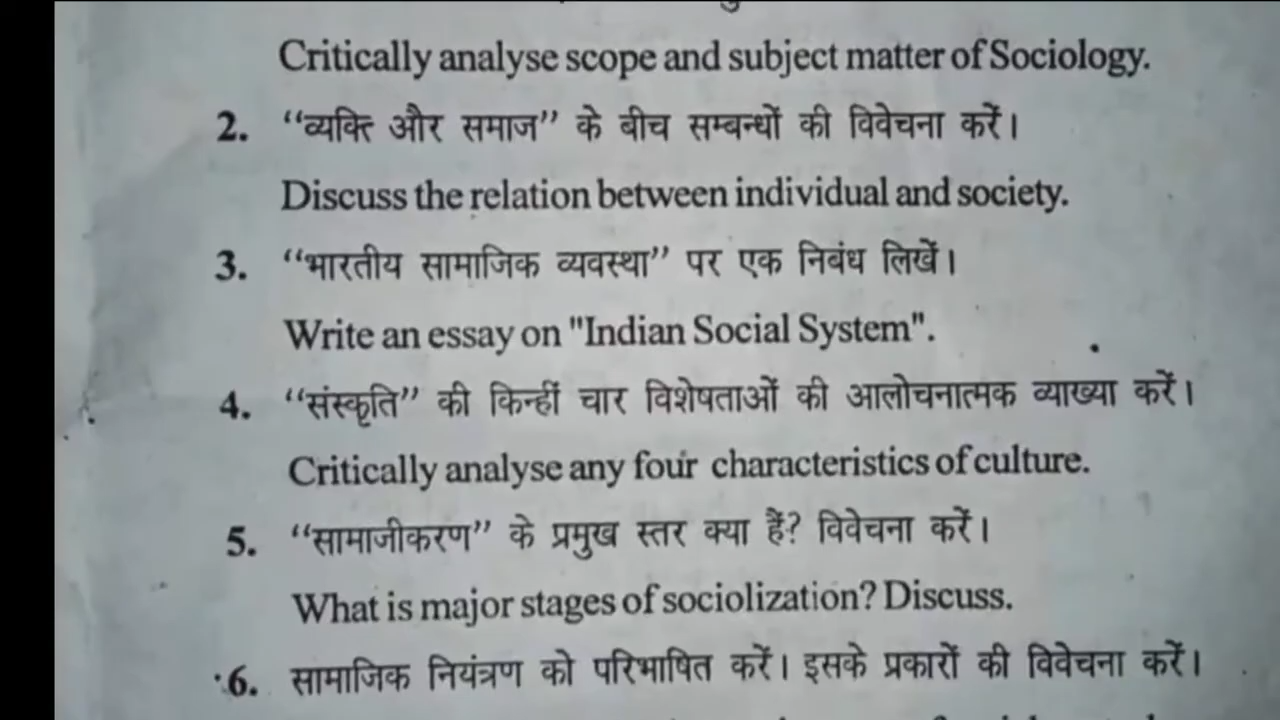 Critically analyse scope and subject matter of Sociology.
2. “व्यक्ति और समाज” के बीच सम्बन्धों की विवेचना करें।
Discuss the relation between individual and society.
3. “भारतीय सामाजिक व्यवस्था” पर एक निबंध लिखें।
Write an essay on "Indian Social System".
4. “संस्कृति” की किन्हीं चार विशेषताओं की आलोचनात्मक व्याख्या करें।
Critically analyse any four characteristics of culture.
5. “सामाजीकरण” के प्रमुख स्तर क्या हैं? विवेचना करें।
What is major stages of sociolization? Discuss.
6. सामाजिक नियंत्रण को परिभाषित करें। इसके प्रकारों की विवेचना करें।